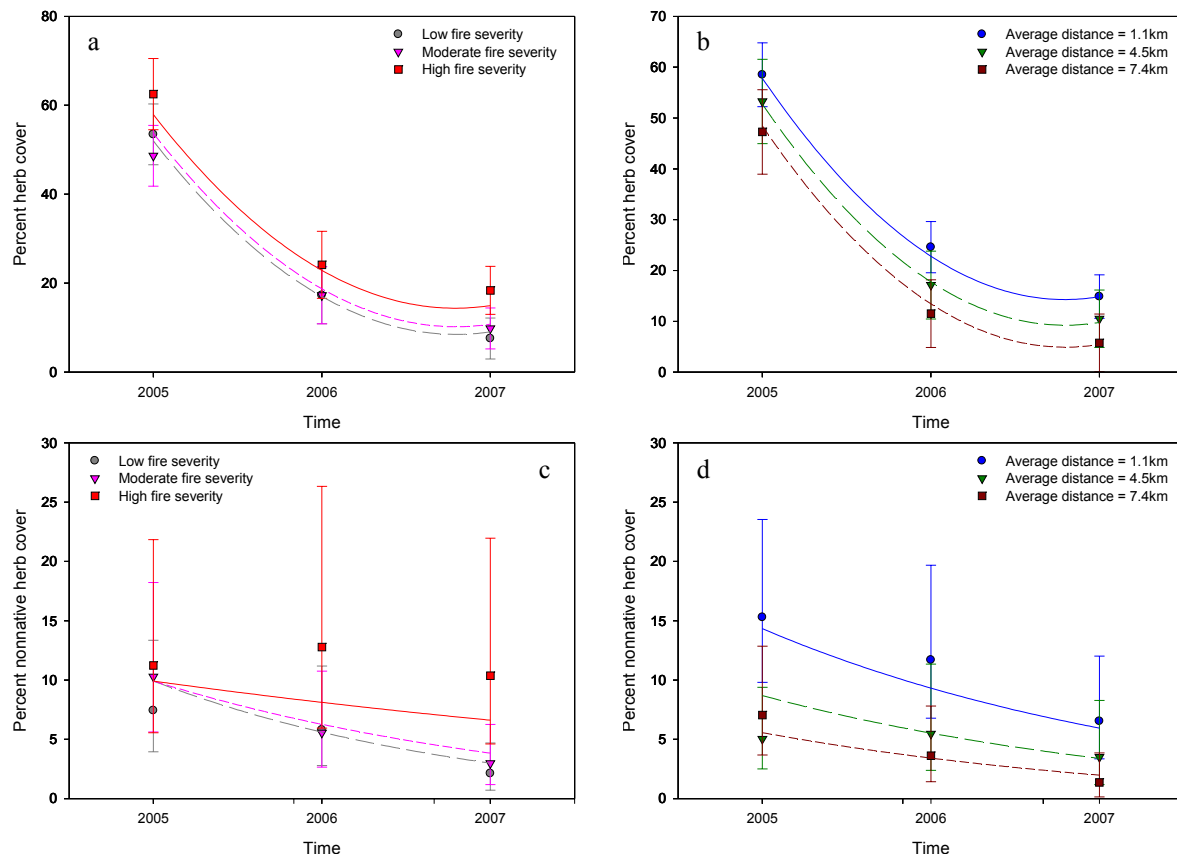 a
Low fire severity
Moderate fire severity
High fire severity
Percent herb cover
80
60
40
20
0
2005
2006
2007
Time
b
Average distance = 1.1km
Average distance = 4.5km
Average distance = 7.4km
Percent herb cover
70
60
50
40
30
20
10
0
2005
2006
2007
Time
c
Low fire severity
Moderate fire severity
High fire severity
Percent nonnative herb cover
30
25
20
15
10
5
0
2005
2006
2007
Time
d
Average distance = 1.1km
Average distance = 4.5km
Average distance = 7.4km
Percent nonnative herb cover
30
25
20
15
10
5
0
2005
2006
2007
Time